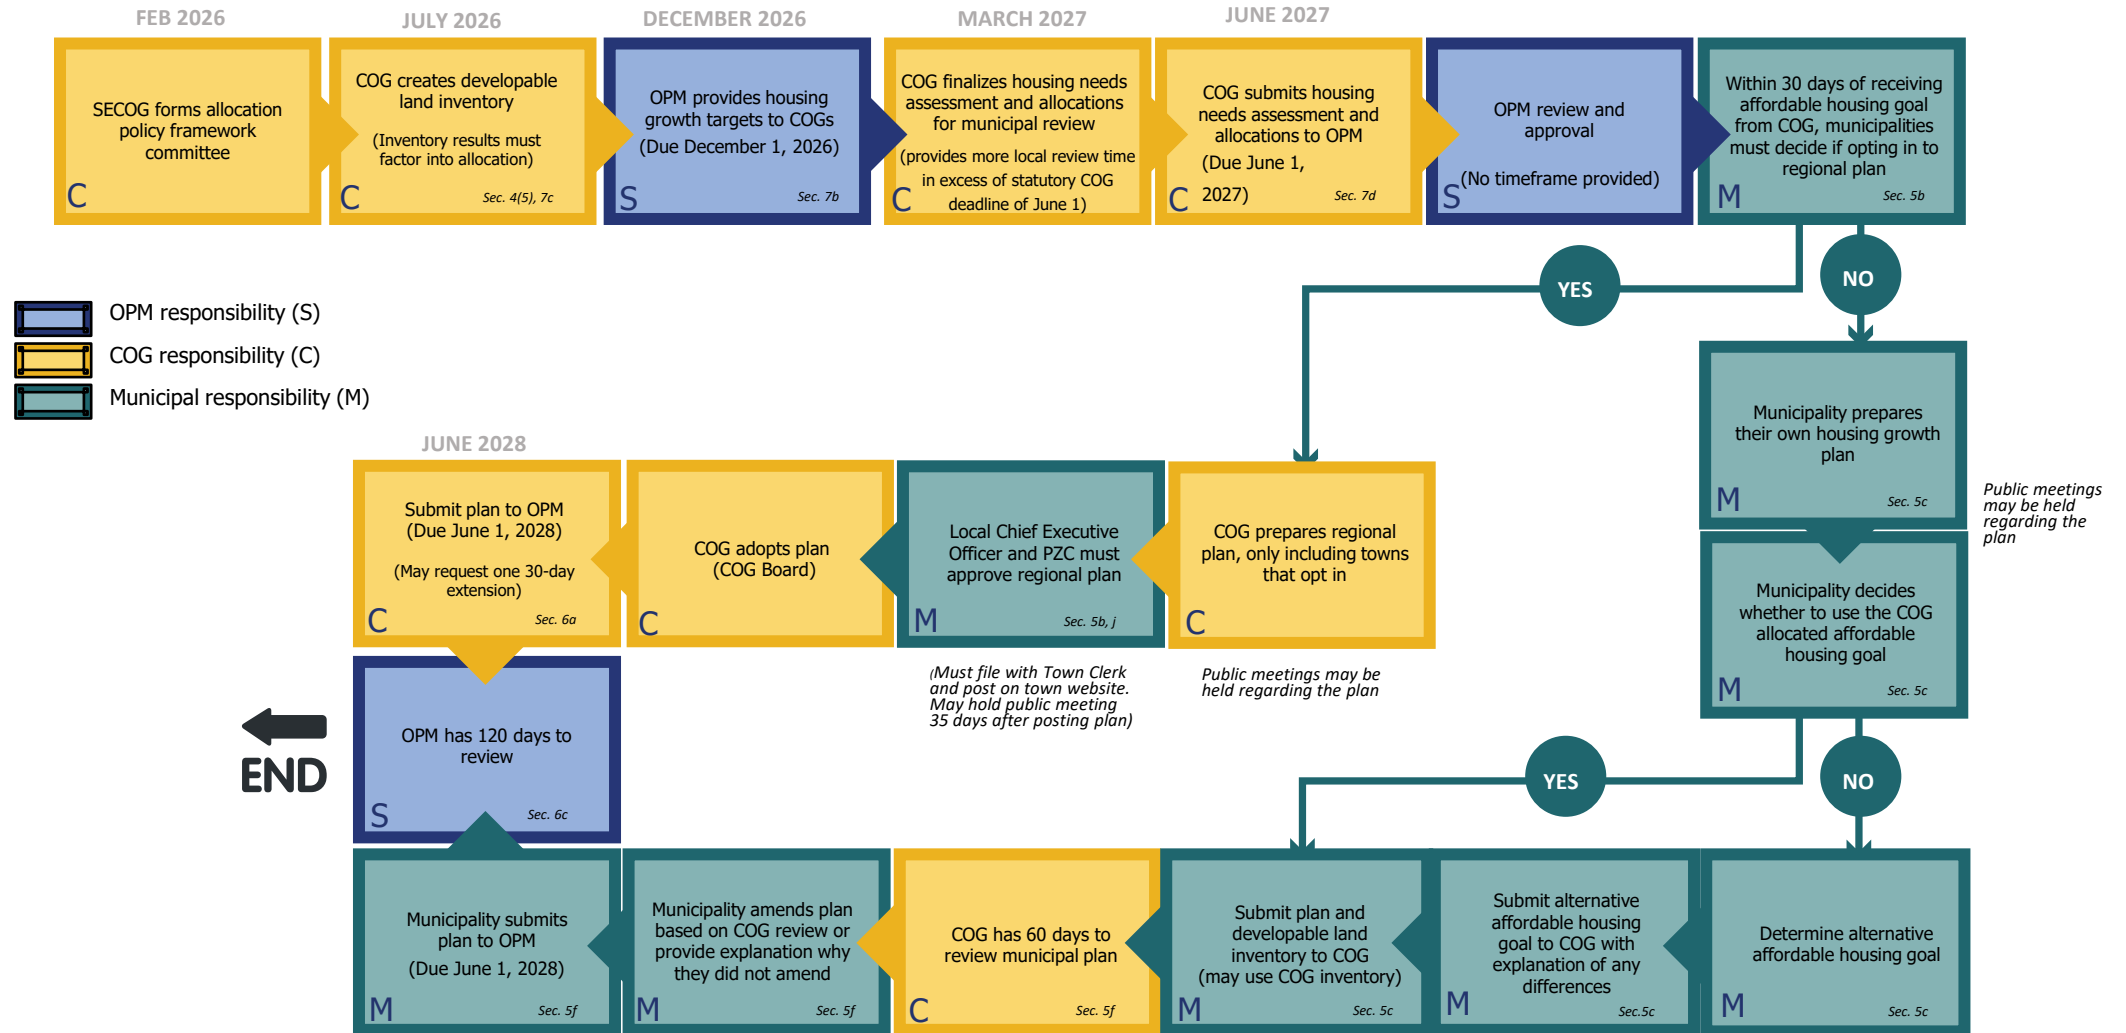 FEB 2026
JULY 2026
DECEMBER 2026
MARCH 2027
JUNE 2027
SECOG forms allocation
policy framework
committee
C
COG creates developable
land inventory
(Inventory results must
factor into allocation)
C
Sec. 4(5), 7c
OPM provides housing
growth targets to COGs
(Due December 1, 2026)
S
Sec. 7b
COG finalizes housing needs
assessment and allocations
for municipal review
(provides more local review time
in excess of statutory COG
deadline of June 1)
C
COG submits housing
needs assessment and
allocations to OPM
(Due June 1,
2027)
C
Sec. 7d
OPM review and
approval
(No timeframe provided)
S
Within 30 days of receiving
affordable housing goal
from COG, municipalities
must decide if opting in to
regional plan
M
Sec. 5b
YES
NO
OPM responsibility (S)
COG responsibility (C)
Municipal responsibility (M)
Municipality prepares
their own housing growth
plan
M
Sec. 5c
Public meetings
may be held
regarding the
plan
JUNE 2028
Submit plan to OPM
(Due June 1, 2028)
(May request one 30-day
extension)
C
Sec. 6a
COG adopts plan
(COG Board)
C
Local Chief Executive
Officer and PZC must
approve regional plan
M
Sec. 5b, j
(Must file with Town Clerk
and post on town website.
May hold public meeting
35 days after posting plan)
COG prepares regional
plan, only including towns
that opt in
C
Public meetings may be
held regarding the plan
Municipality decides
whether to use the COG
allocated affordable
housing goal
M
Sec. 5c
OPM has 120 days to
review
S
Sec. 6c
END
YES
NO
Municipality submits
plan to OPM
(Due June 1, 2028)
M
Sec. 5f
Municipality amends plan
based on COG review or
provide explanation why
they did not amend
M
Sec. 5f
COG has 60 days to
review municipal plan
C
Sec. 5f
Submit plan and
developable land
inventory to COG
(may use COG inventory)
M
Sec. 5c
Submit alternative
affordable housing
goal to COG with
explanation of any
differences
M
Sec.5c
Determine alternative
affordable housing goal
M
Sec. 5c